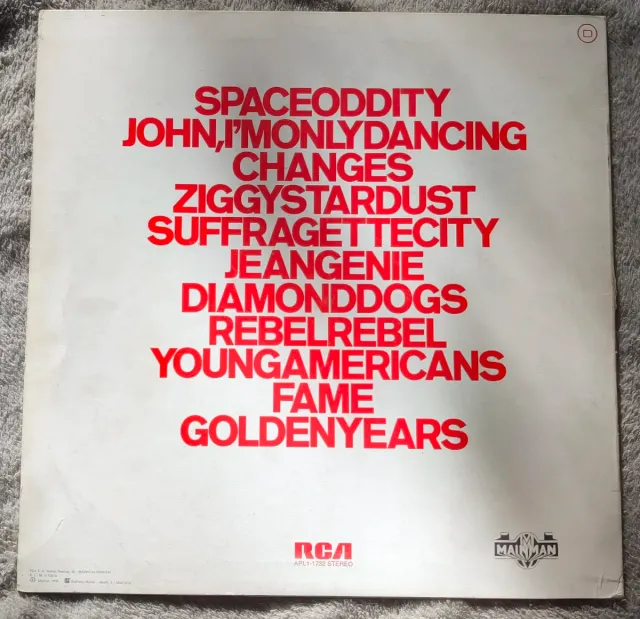 SPACEODDITY
JOHN,I'MONLYDANCING
CHANGES
ZIGGYSTARDUST
SUFFRAGETTECITY
JEANGENIE
DIAMONDDOGS
REBELREBEL
YOUNGAMERICANS
FAME
GOLDENYEARS
RCA
APL1-1732 STEREO
MAINMAN